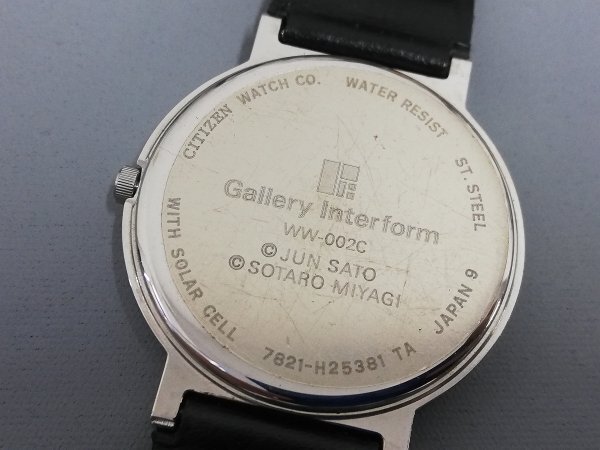 CITIZEN WATCH CO. WATER RESIST ST. STEEL
Gallery Interform
WW-002C
© JUN SATO
© SOTARO MIYAGI
WITH SOLAR CELL 7821-H25381 TA JAPAN 9